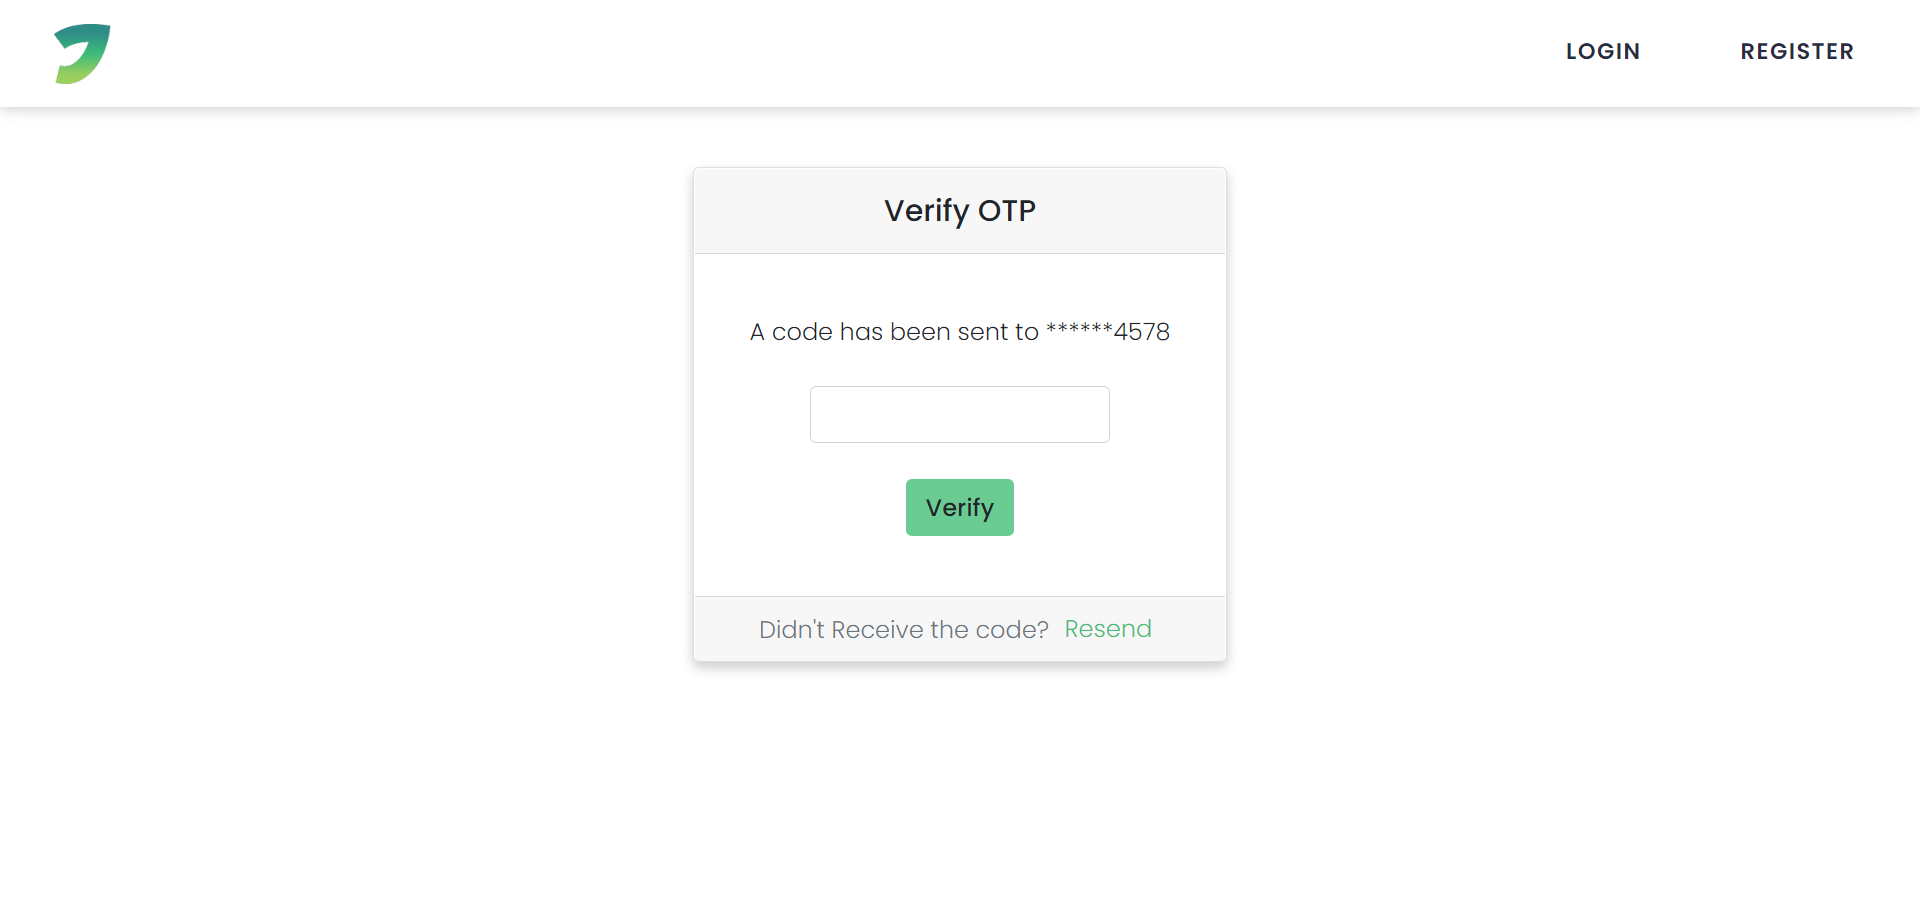 LOGIN REGISTER
Verify OTP
A code has been sent to ******4578
Verify
Didn't Receive the code? Resend